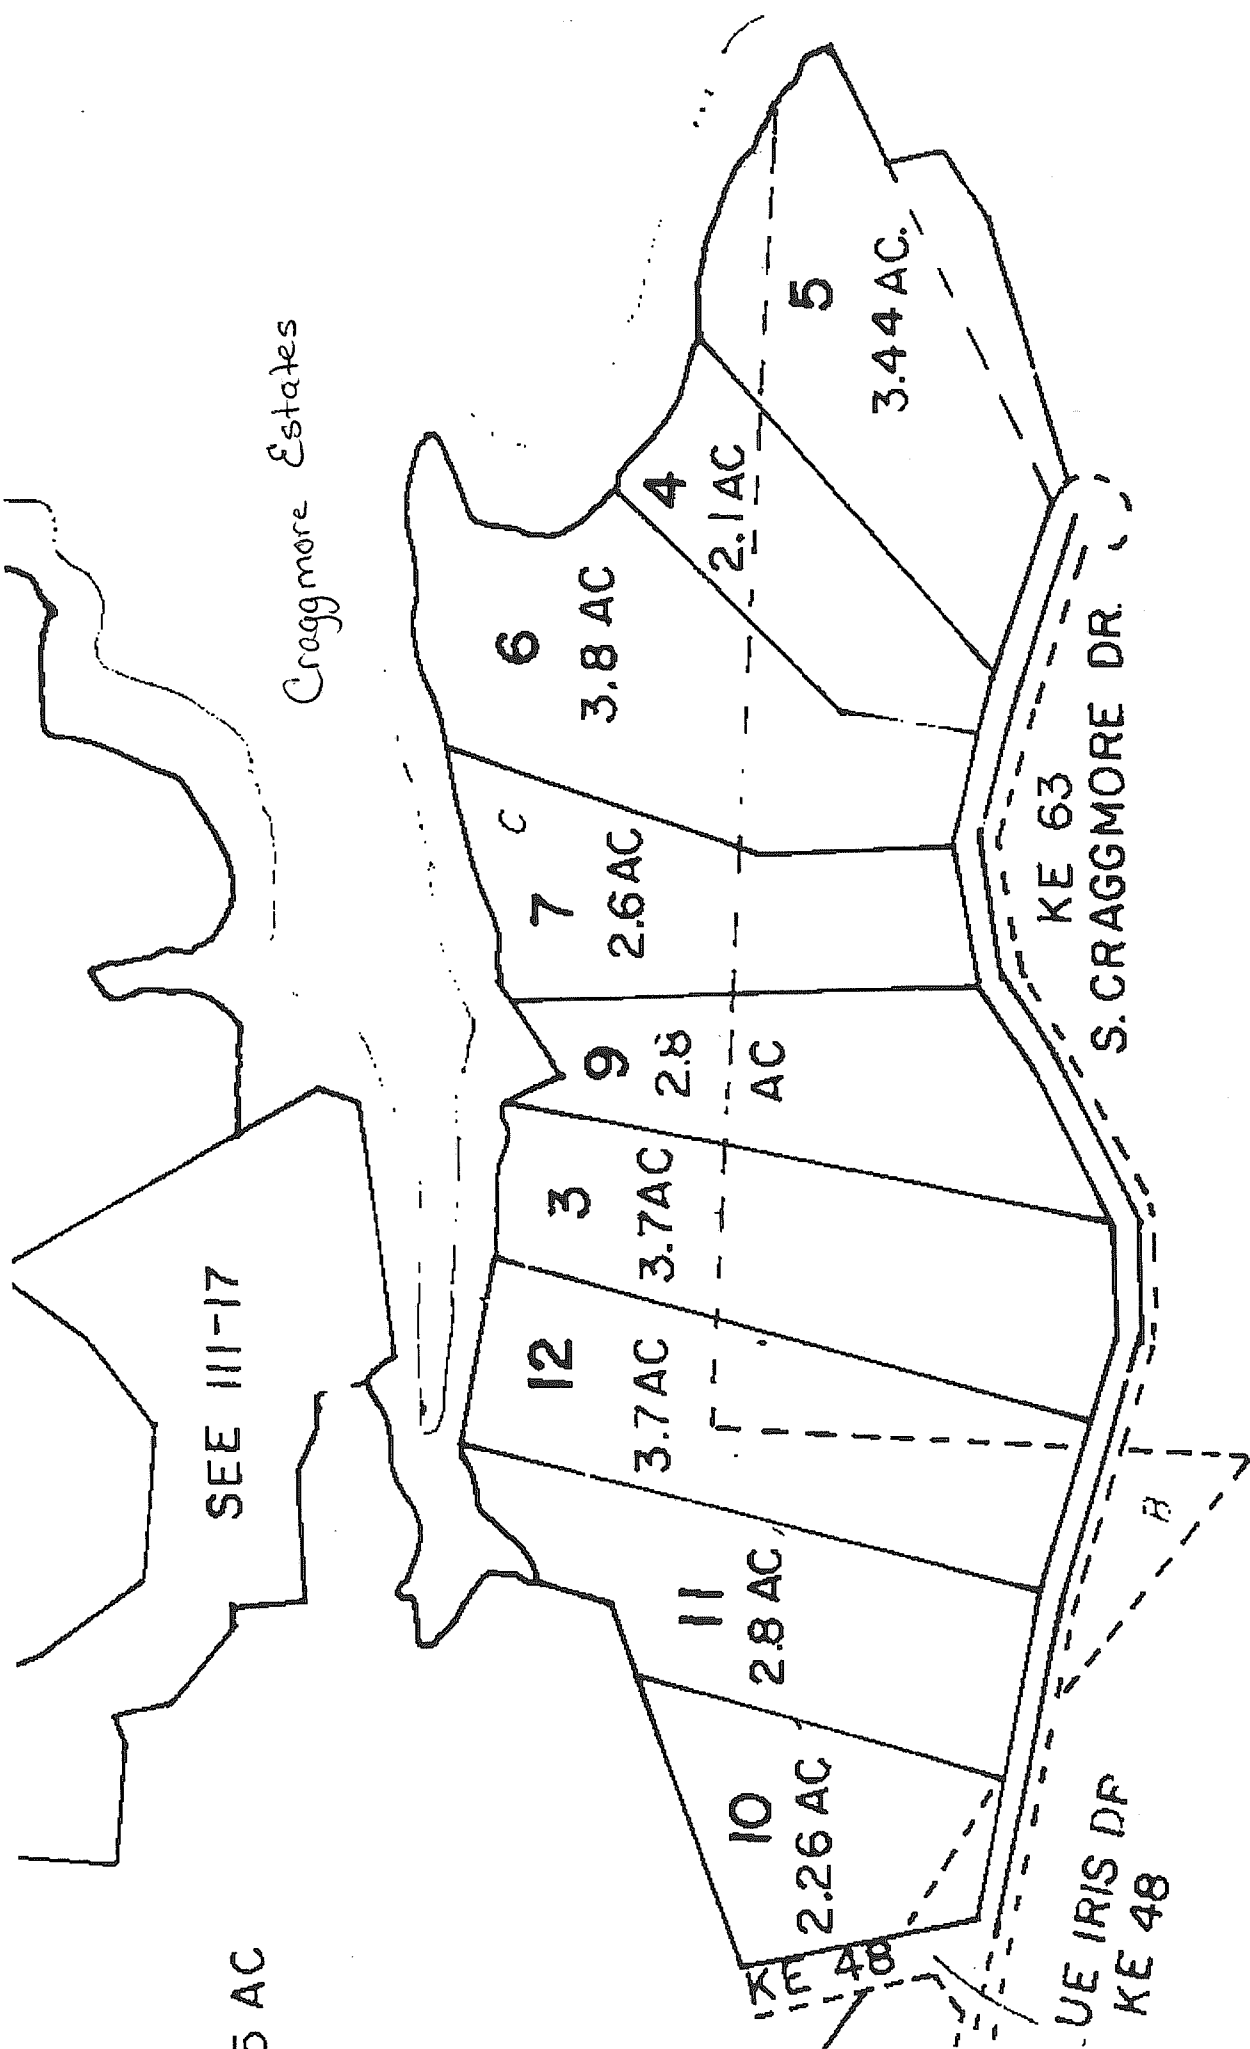 Craggmore Estates
SEE 111-17
5 AC
10
2.26 AC
11
2.8 AC
12
3.7 AC
3
3.7 AC
9
2.8
AC
7
2.6 AC
C
6
3.8 AC
4
2.1 AC
5
3.44 AC.
KE 63
S. CRAGGMORE DR.
KE 48
UE IRIS DR
KE 48